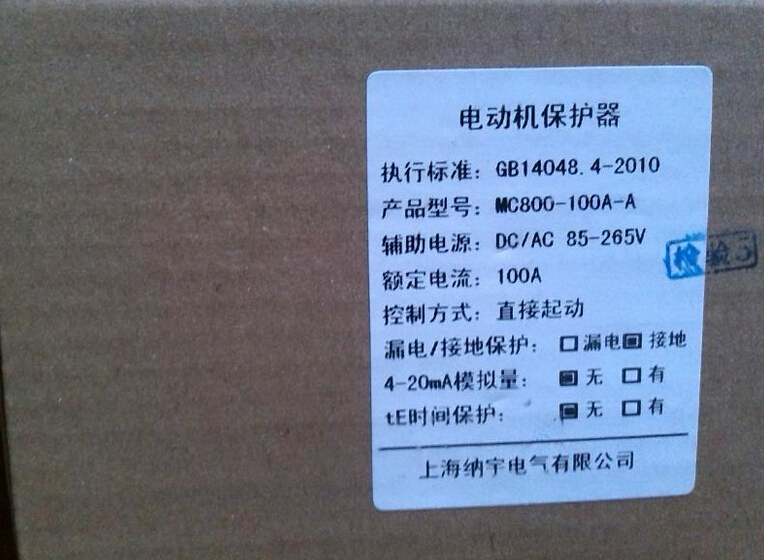 电动机保护器
执行标准: GB14048.4-2010
产品型号: MC800-100A-A
辅助电源: DC/AC 85-265V
额定电流: 100A
控制方式: 直接起动
漏电/接地保护: □漏电▣接地
4-20mA模拟量: ▣无 □有
tE时间保护: ▣无 □有
上海纳宇电气有限公司
检验5